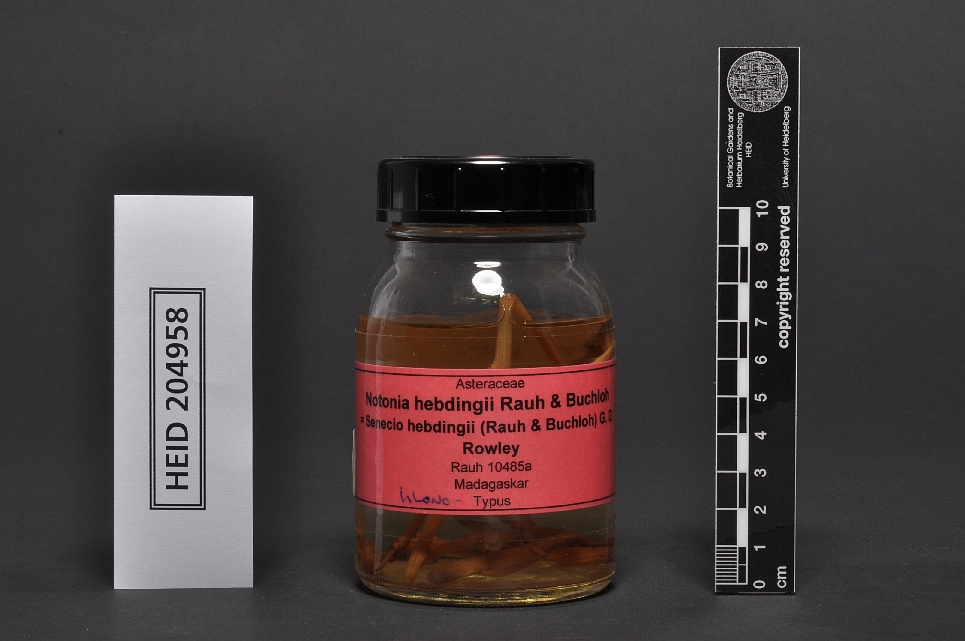 HEID 204958
Asteraceae
Notonia hebdingii Rauh & Buchloh
= Senecio hebdingii (Rauh & Buchloh) G. D.
Rowley
Rauh 10485a
Madagaskar
Typus
Botanical Gardens and
Herbarium Heidelberg
HEID
University of Heidelberg
copyright reserved
10
9
8
7
6
5
4
3
2
1
0
cm